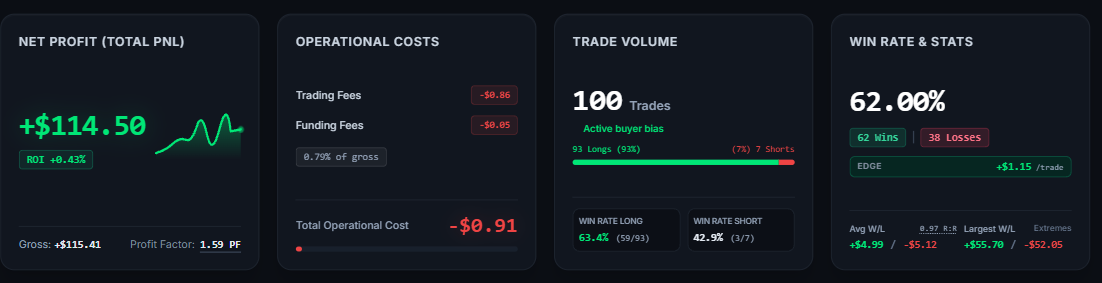 NET PROFIT (TOTAL PNL)
+$114.50
ROI +0.43%
Gross: +$115.41
Profit Factor: 1.59 PF
OPERATIONAL COSTS
Trading Fees -$0.86
Funding Fees -$0.05
0.79% of gross
Total Operational Cost -$0.91
TRADE VOLUME
100 Trades
Active buyer bias
93 Longs (93%) (7%) 7 Shorts
WIN RATE LONG
63.4% (59/93)
WIN RATE SHORT
42.9% (3/7)
WIN RATE & STATS
62.00%
62 Wins | 38 Losses
EDGE +$1.15 /trade
Avg W/L 0.97 R:R
+$4.99 / -$5.12
Largest W/L Extremes
+$55.70 / -$52.05